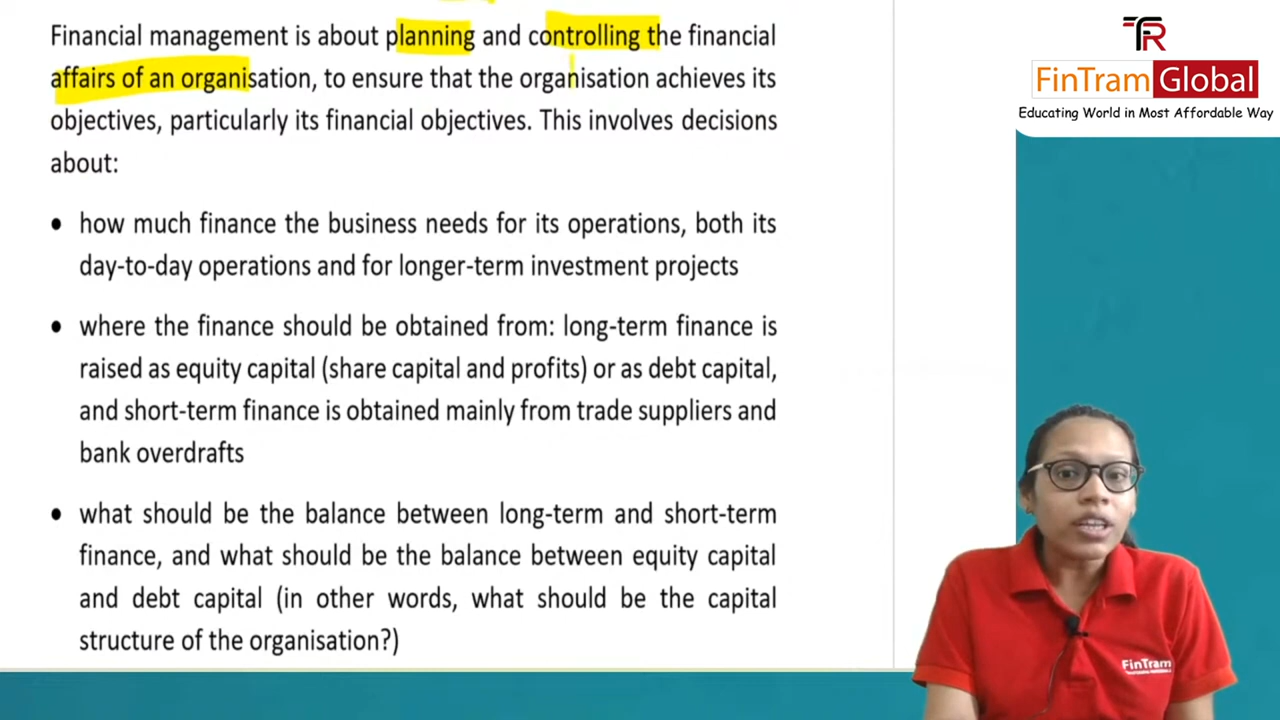 Financial management is about planning and controlling the financial
affairs of an organisation, to ensure that the organisation achieves its
objectives, particularly its financial objectives. This involves decisions
about:
• how much finance the business needs for its operations, both its
day-to-day operations and for longer-term investment projects
• where the finance should be obtained from: long-term finance is
raised as equity capital (share capital and profits) or as debt capital,
and short-term finance is obtained mainly from trade suppliers and
bank overdrafts
• what should be the balance between long-term and short-term
finance, and what should be the balance between equity capital
and debt capital (in other words, what should be the capital
structure of the organisation?)
FinTram Global
Educating World in Most Affordable Way
FinTram